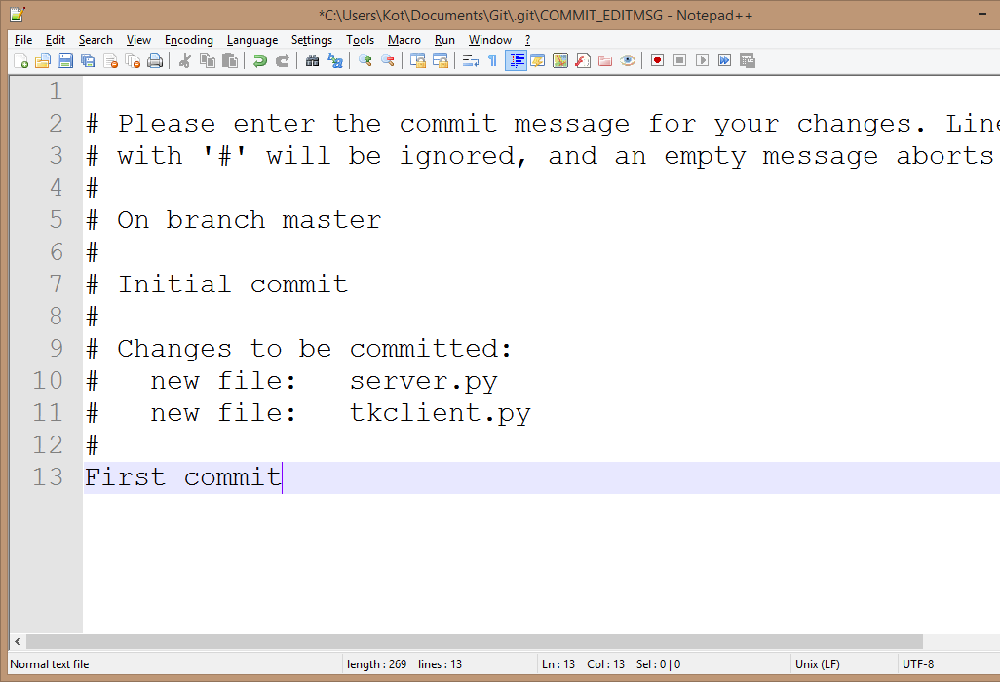 *C:\Users\Kot\Documents\Git\.git\COMMIT_EDITMSG - Notepad++
File Edit Search View Encoding Language Settings Tools Macro Run Window ?
1
2 # Please enter the commit message for your changes. Line
3 # with '#' will be ignored, and an empty message aborts
4 #
5 # On branch master
6 #
7 # Initial commit
8 #
9 # Changes to be committed:
10 #   new file:   server.py
11 #   new file:   tkclient.py
12 #
13 First commit
Normal text file length : 269 lines : 13 Ln : 13 Col : 13 Sel : 0 | 0 Unix (LF) UTF-8